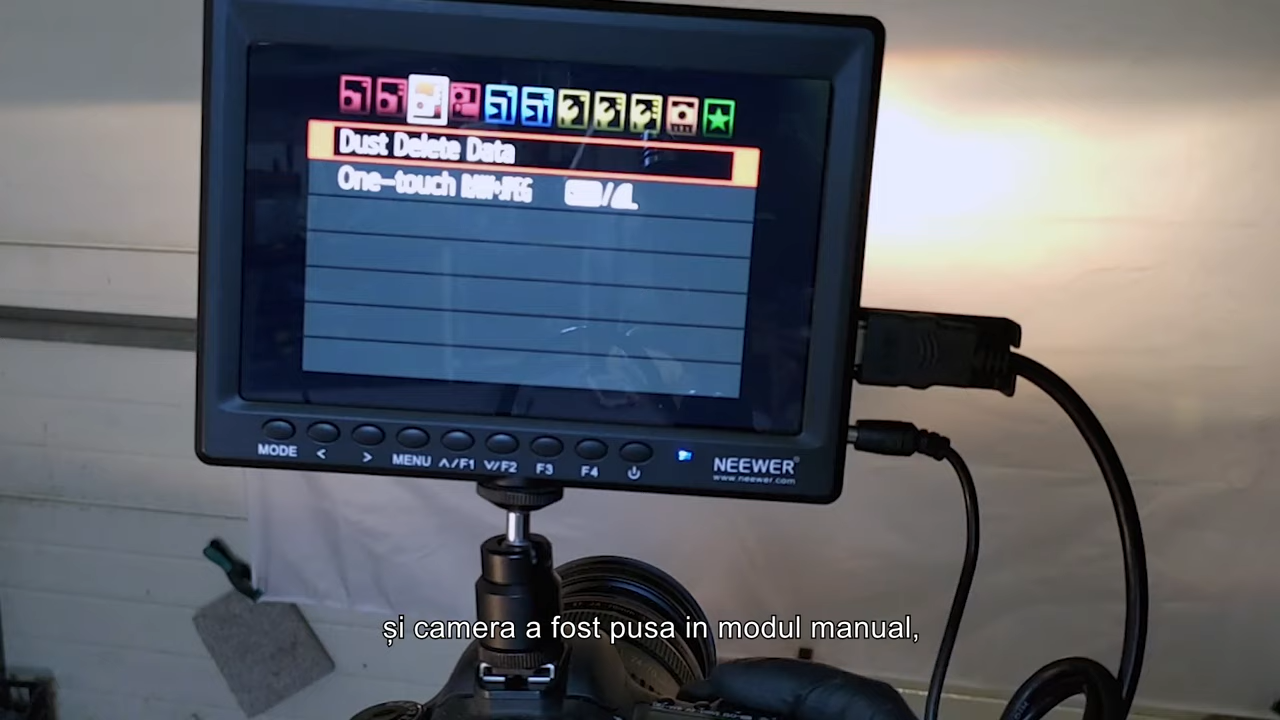 Dust Delete Data
One-touch RAW+JPEG
MODE < > MENU ∧/F1 V/F2 F3 F4
NEEWER®
www.neewer.com
și camera a fost pusa in modul manual,